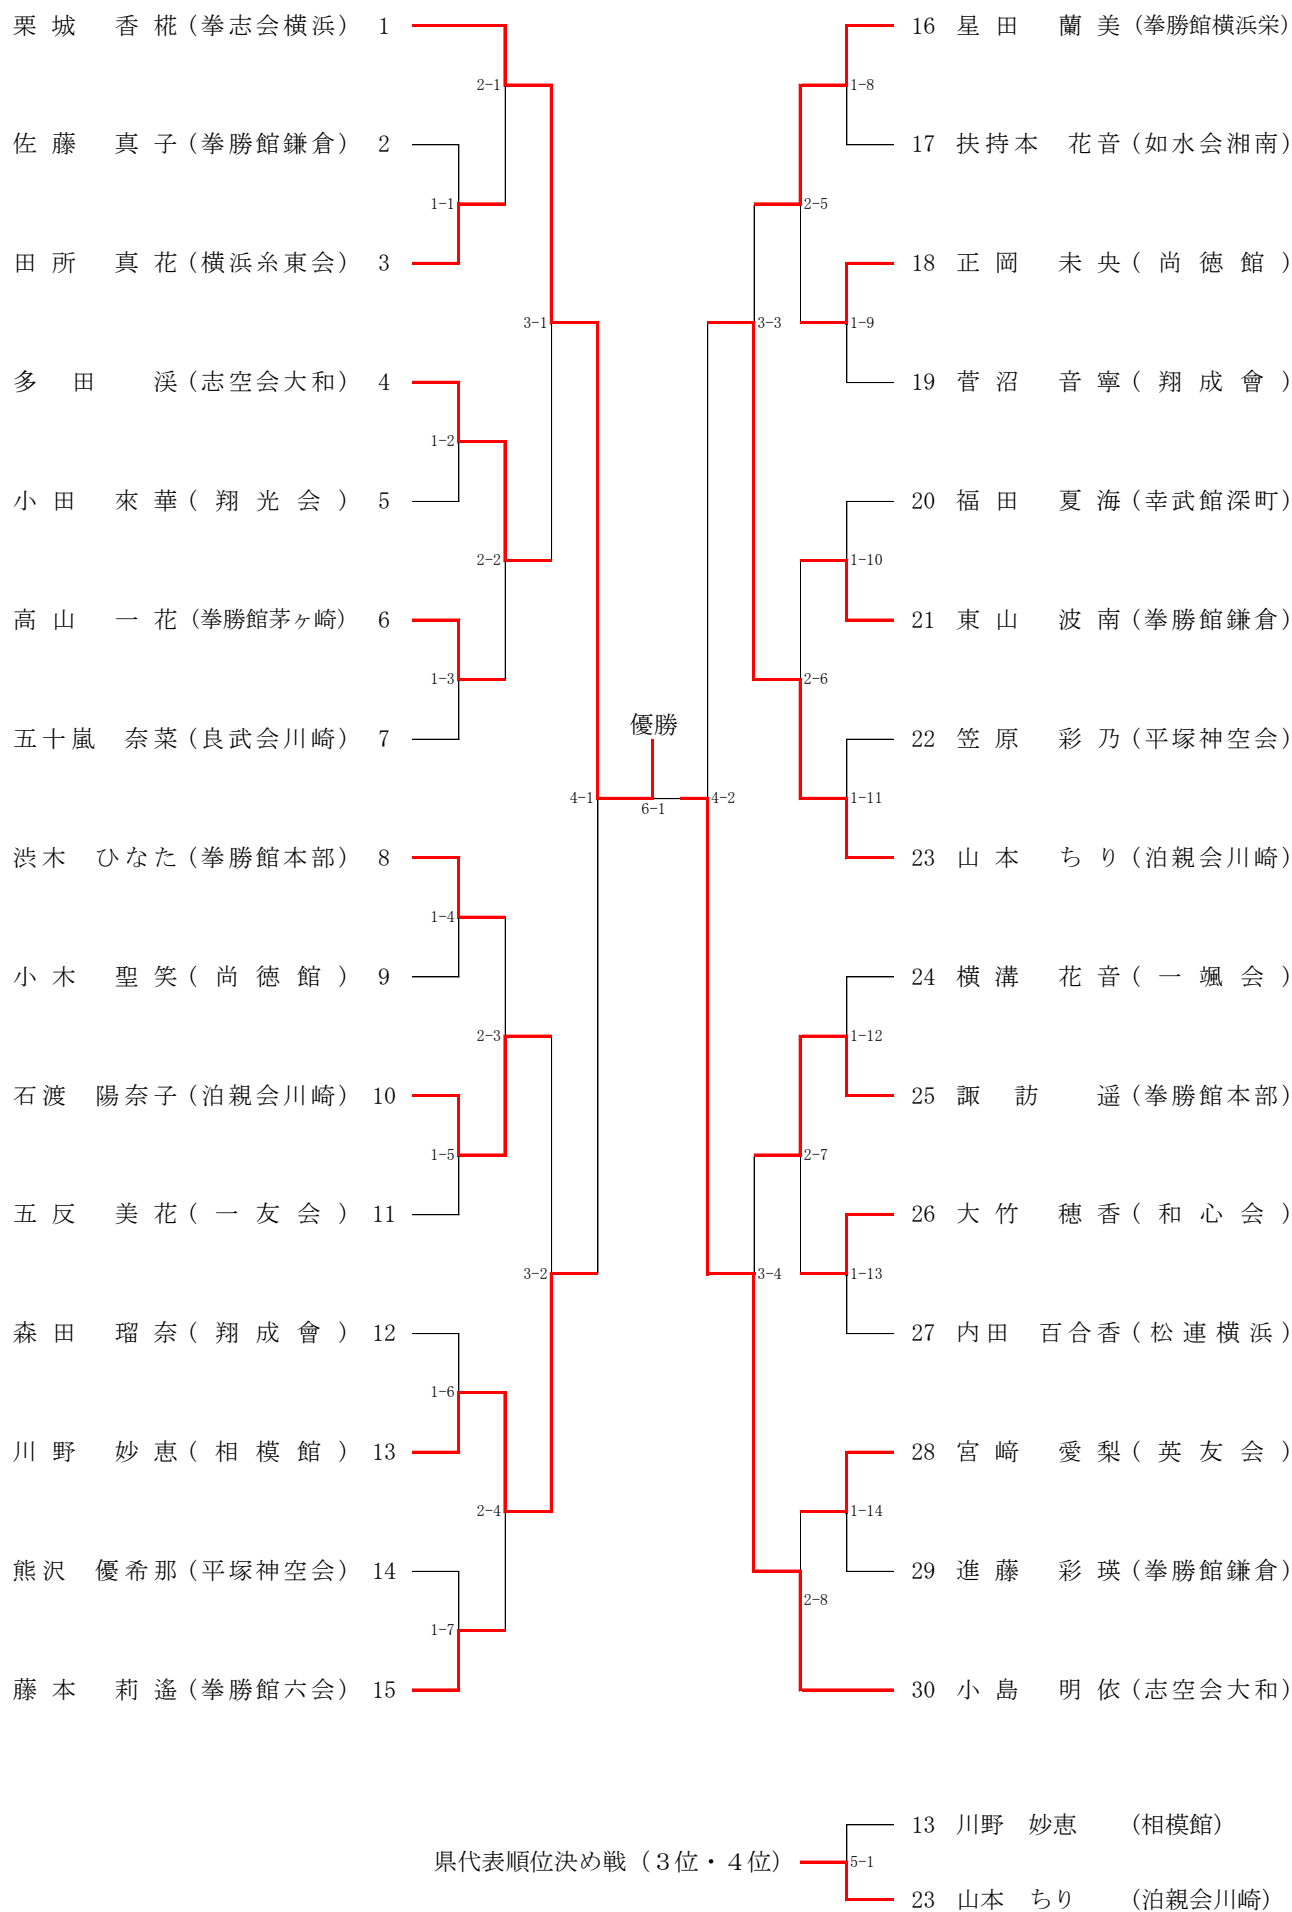 栗城 香椛 (拳志会横浜) 1
2-1
佐藤 真子 (拳勝館鎌倉) 2
1-1
田所 真花 (横浜糸東会) 3
3-1
多田 渓 (志空会大和) 4
1-2
小田 來華 (翔光会) 5
2-2
高山 一花 (拳勝館茅ヶ崎) 6
1-3
五十嵐 奈菜 (良武会川崎) 7
4-1
渋木 ひなた (拳勝館本部) 8
1-4
小木 聖笑 (尚徳館) 9
2-3
石渡 陽奈子 (泊親会川崎) 10
1-5
五反 美花 (一友会) 11
3-2
森田 瑠奈 (翔成會) 12
1-6
川野 妙恵 (相模館) 13
2-4
熊沢 優希那 (平塚神空会) 14
1-7
藤本 莉遙 (拳勝館六会) 15
優勝
6-1
16 星田 蘭美 (拳勝館横浜栄)
1-8
17 扶持本 花音 (如水会湘南)
2-5
18 正岡 未央 (尚徳館)
3-3
1-9
19 菅沼 音寧 (翔成會)
20 福田 夏海 (幸武館深町)
1-10
21 東山 波南 (拳勝館鎌倉)
2-6
22 笠原 彩乃 (平塚神空会)
4-2
1-11
23 山本 ちり (泊親会川崎)
24 横溝 花音 (一颯会)
1-12
25 諏訪 遥 (拳勝館本部)
2-7
26 大竹 穂香 (和心会)
3-4
1-13
27 内田 百合香 (松連横浜)
28 宮﨑 愛梨 (英友会)
1-14
29 進藤 彩瑛 (拳勝館鎌倉)
2-8
30 小島 明依 (志空会大和)
13 川野 妙恵 (相模館)
県代表順位決め戦（３位・４位） 5-1
23 山本 ちり (泊親会川崎)